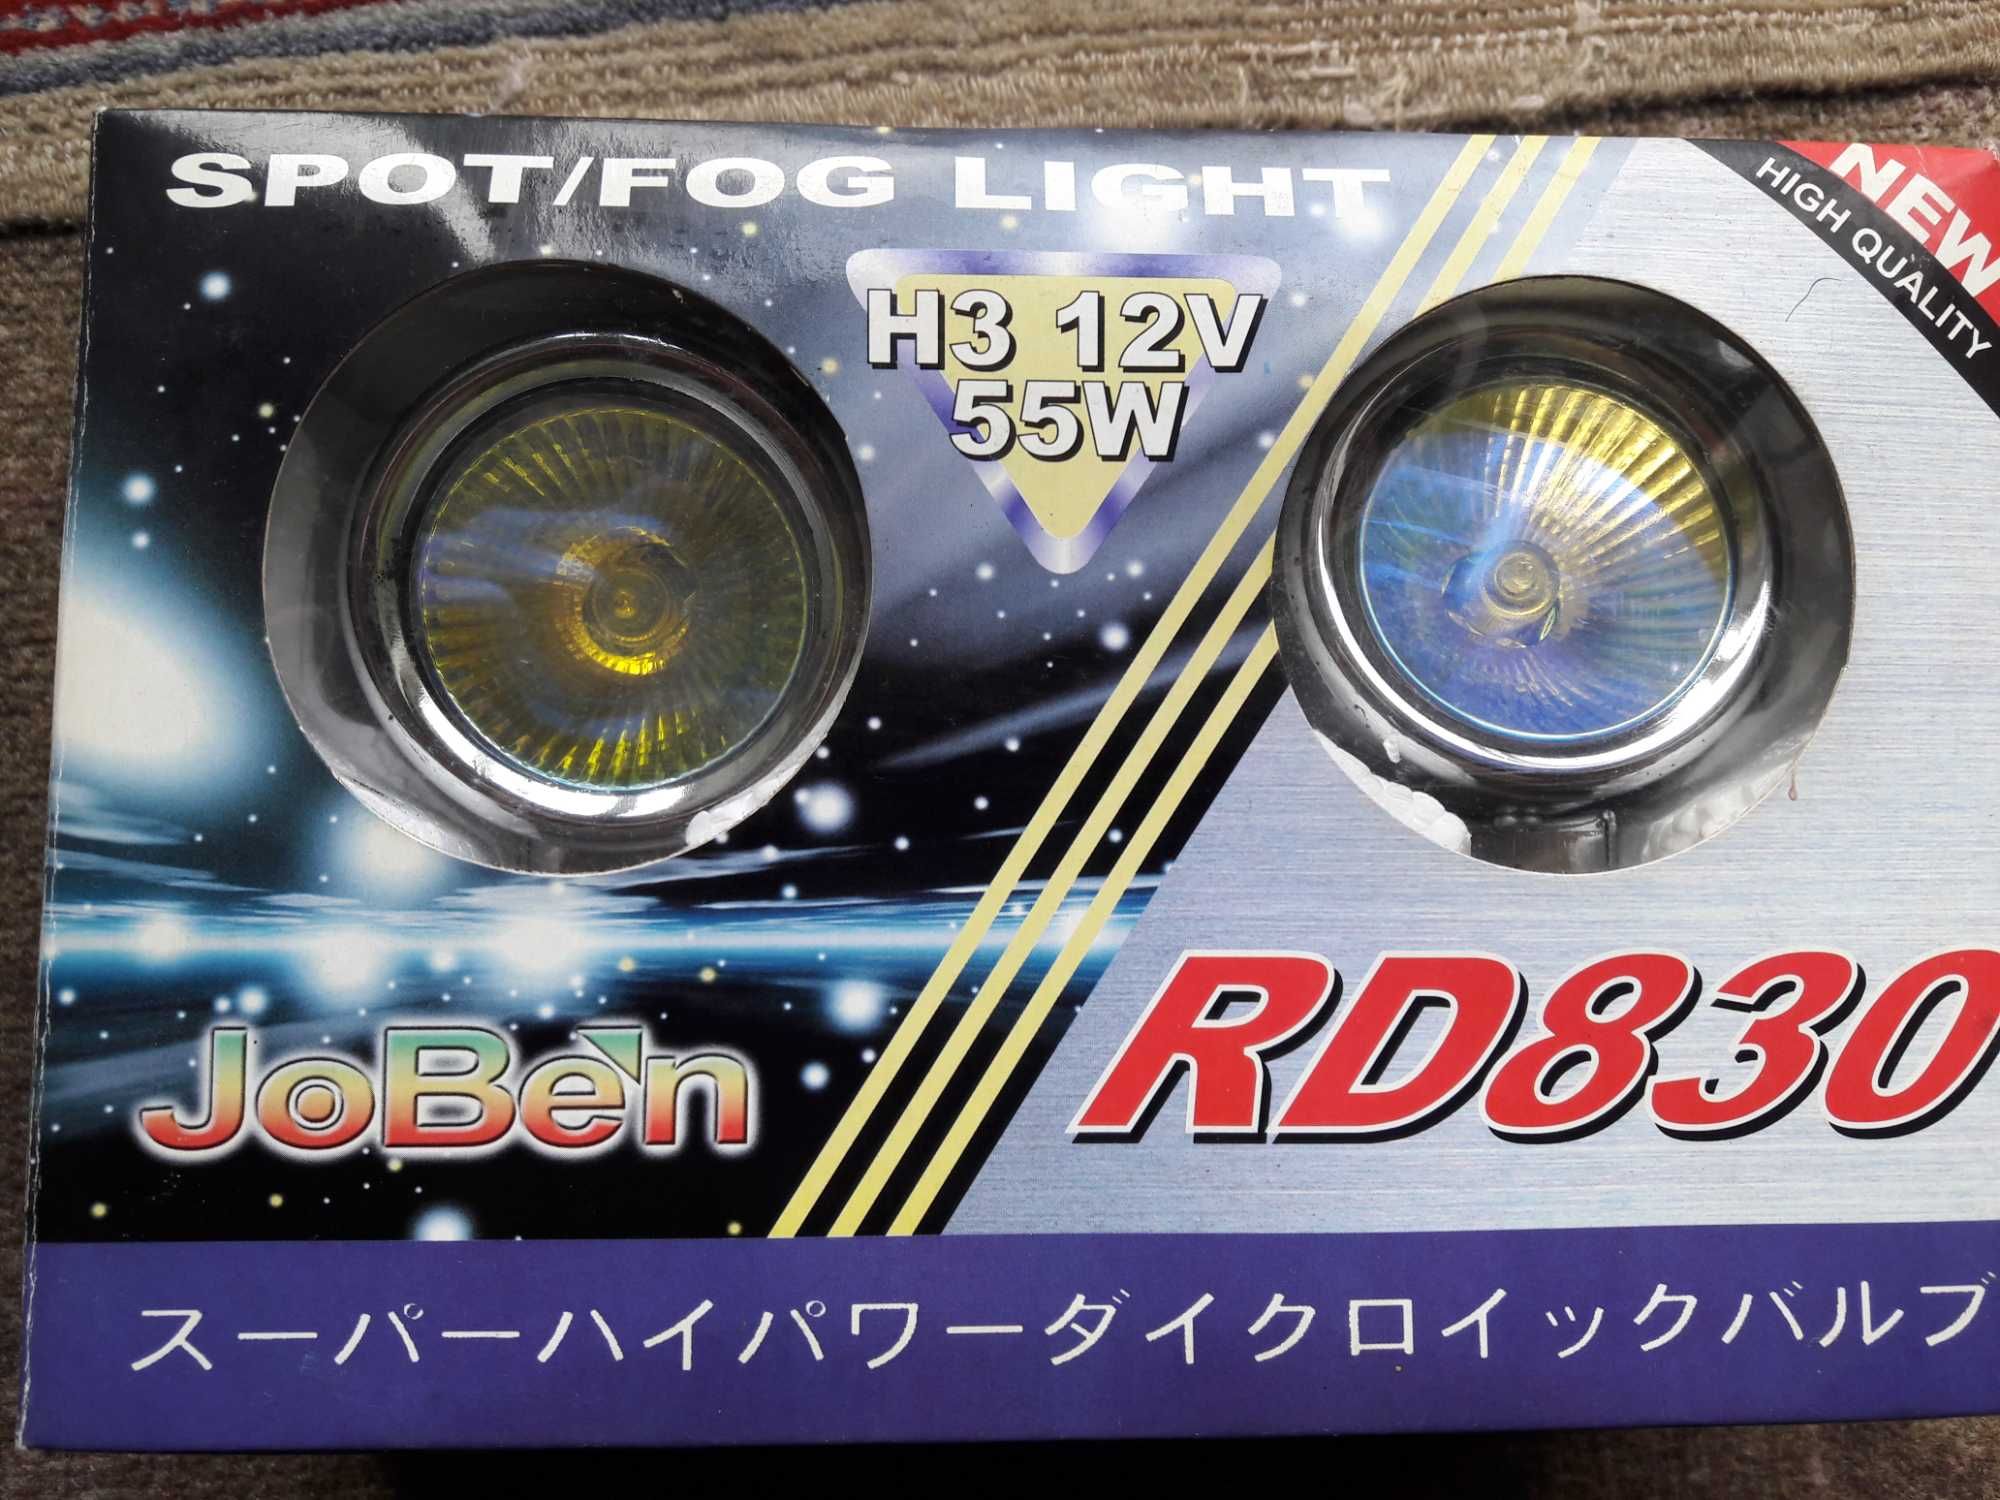 SPOT/FOG LIGHT
NEW
HIGH QUALITY
H3 12V
55W
JoBen
RD830
スーパーハイパワーダイクロイックバルブ